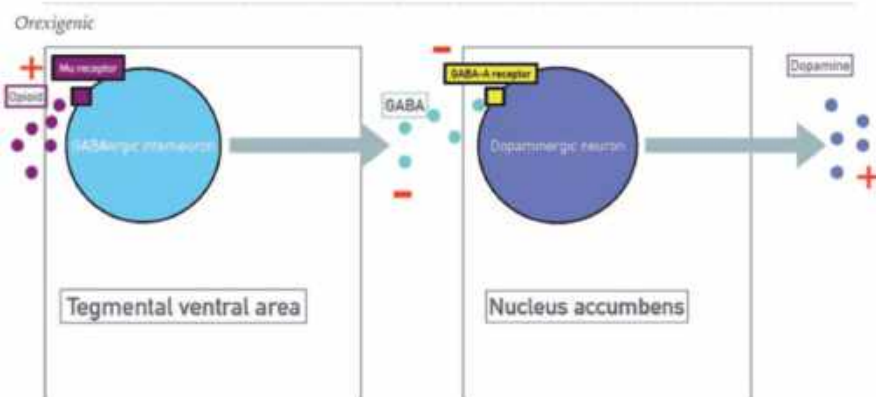 Orexigenic
Mu receptor
Opioid
GABAergic interneuron
GABA
GABA-A receptor
Dopaminergic neuron
Dopamine
Tegmental ventral area
Nucleus accumbens